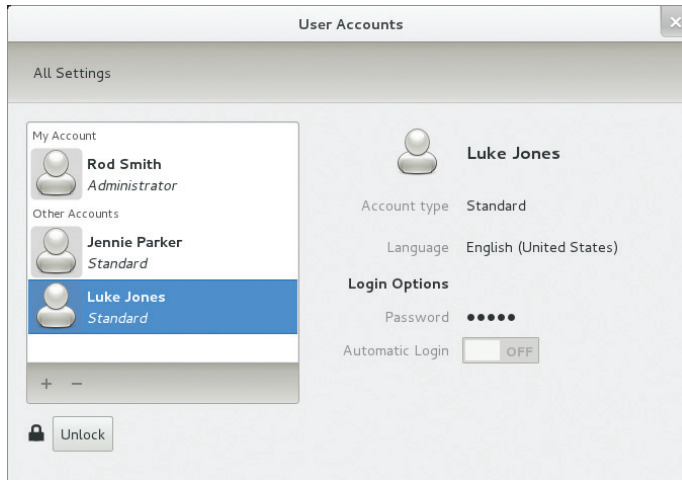 User Accounts
All Settings
My Account
Rod Smith
Administrator
Other Accounts
Jennie Parker
Standard
Luke Jones
Standard
+ −
Unlock
Luke Jones
Account type Standard
Language English (United States)
Login Options
Password •••••
Automatic Login OFF